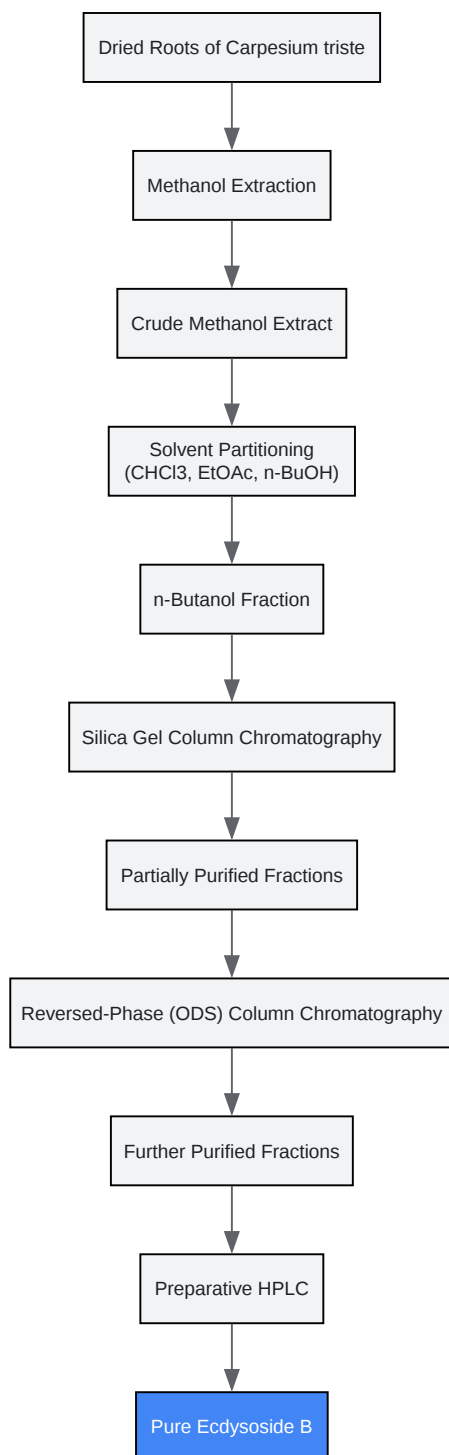 Dried Roots of Carpesium triste
Methanol Extraction
Crude Methanol Extract
Solvent Partitioning
(CHCl3, EtOAc, n-BuOH)
n-Butanol Fraction
Silica Gel Column Chromatography
Partially Purified Fractions
Reversed-Phase (ODS) Column Chromatography
Further Purified Fractions
Preparative HPLC
Pure Ecdysoside B